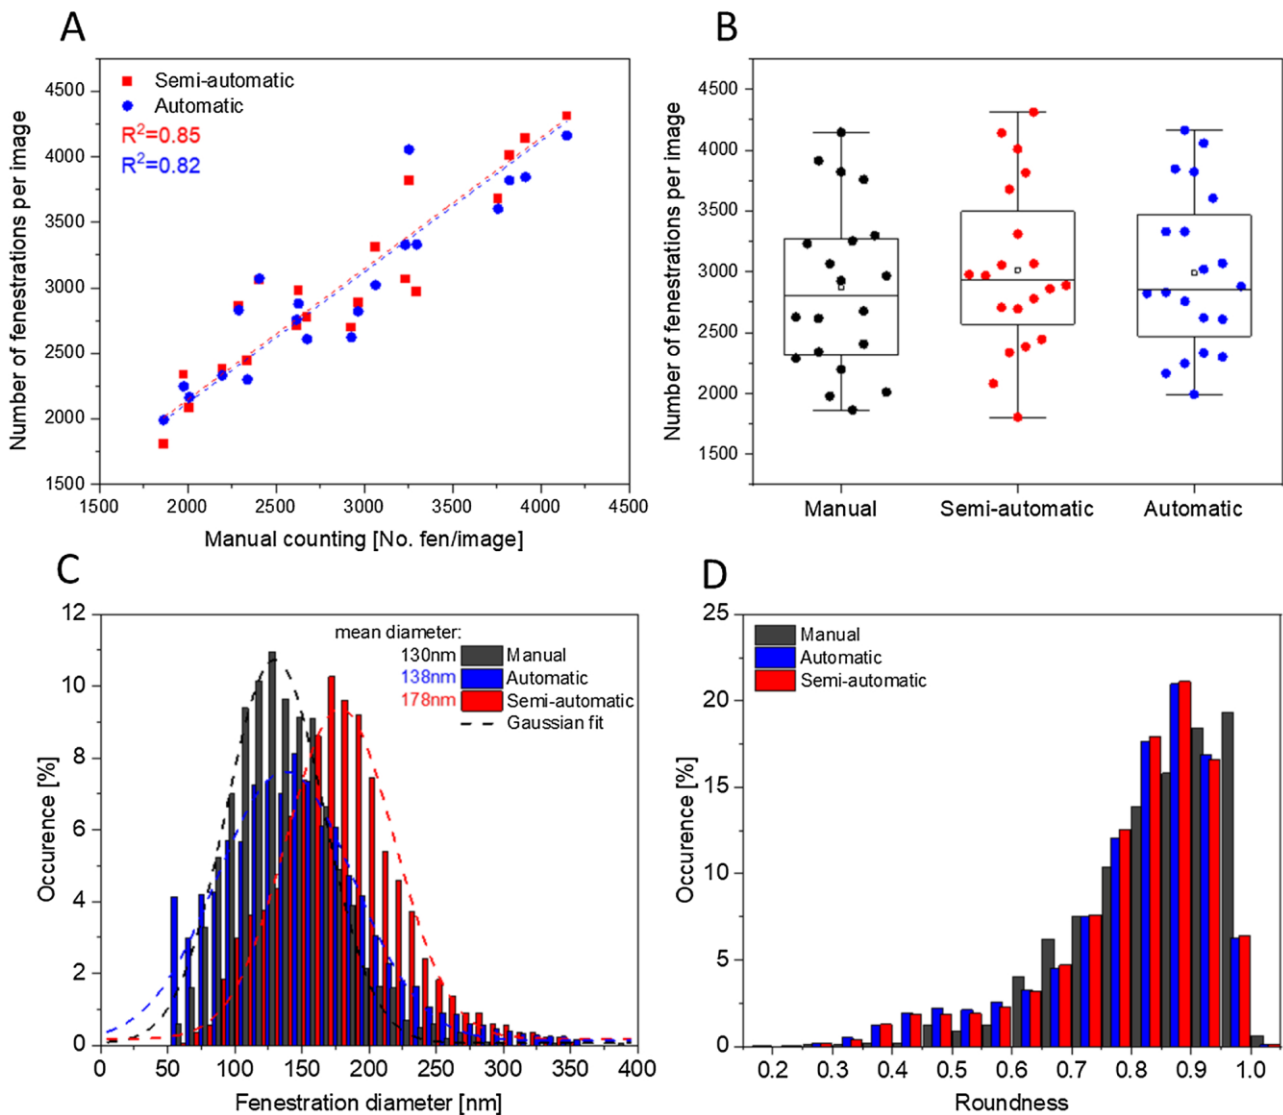 A
Semi-automatic
Automatic
R²=0.85
R²=0.82
4500
4000
3500
3000
2500
2000
1500
Number of fenestrations per image
1500 2000 2500 3000 3500 4000 4500
Manual counting [No. fen/image]
B
4500
4000
3500
3000
2500
2000
1500
Number of fenestrations per image
Manual Semi-automatic Automatic
C
mean diameter:
130nm Manual
138nm Automatic
178nm Semi-automatic
Gaussian fit
12
10
8
6
4
2
0
Occurence [%]
0 50 100 150 200 250 300 350 400
Fenestration diameter [nm]
D
Manual
Automatic
Semi-automatic
25
20
15
10
5
0
Occurence [%]
0.2 0.3 0.4 0.5 0.6 0.7 0.8 0.9 1.0
Roundness